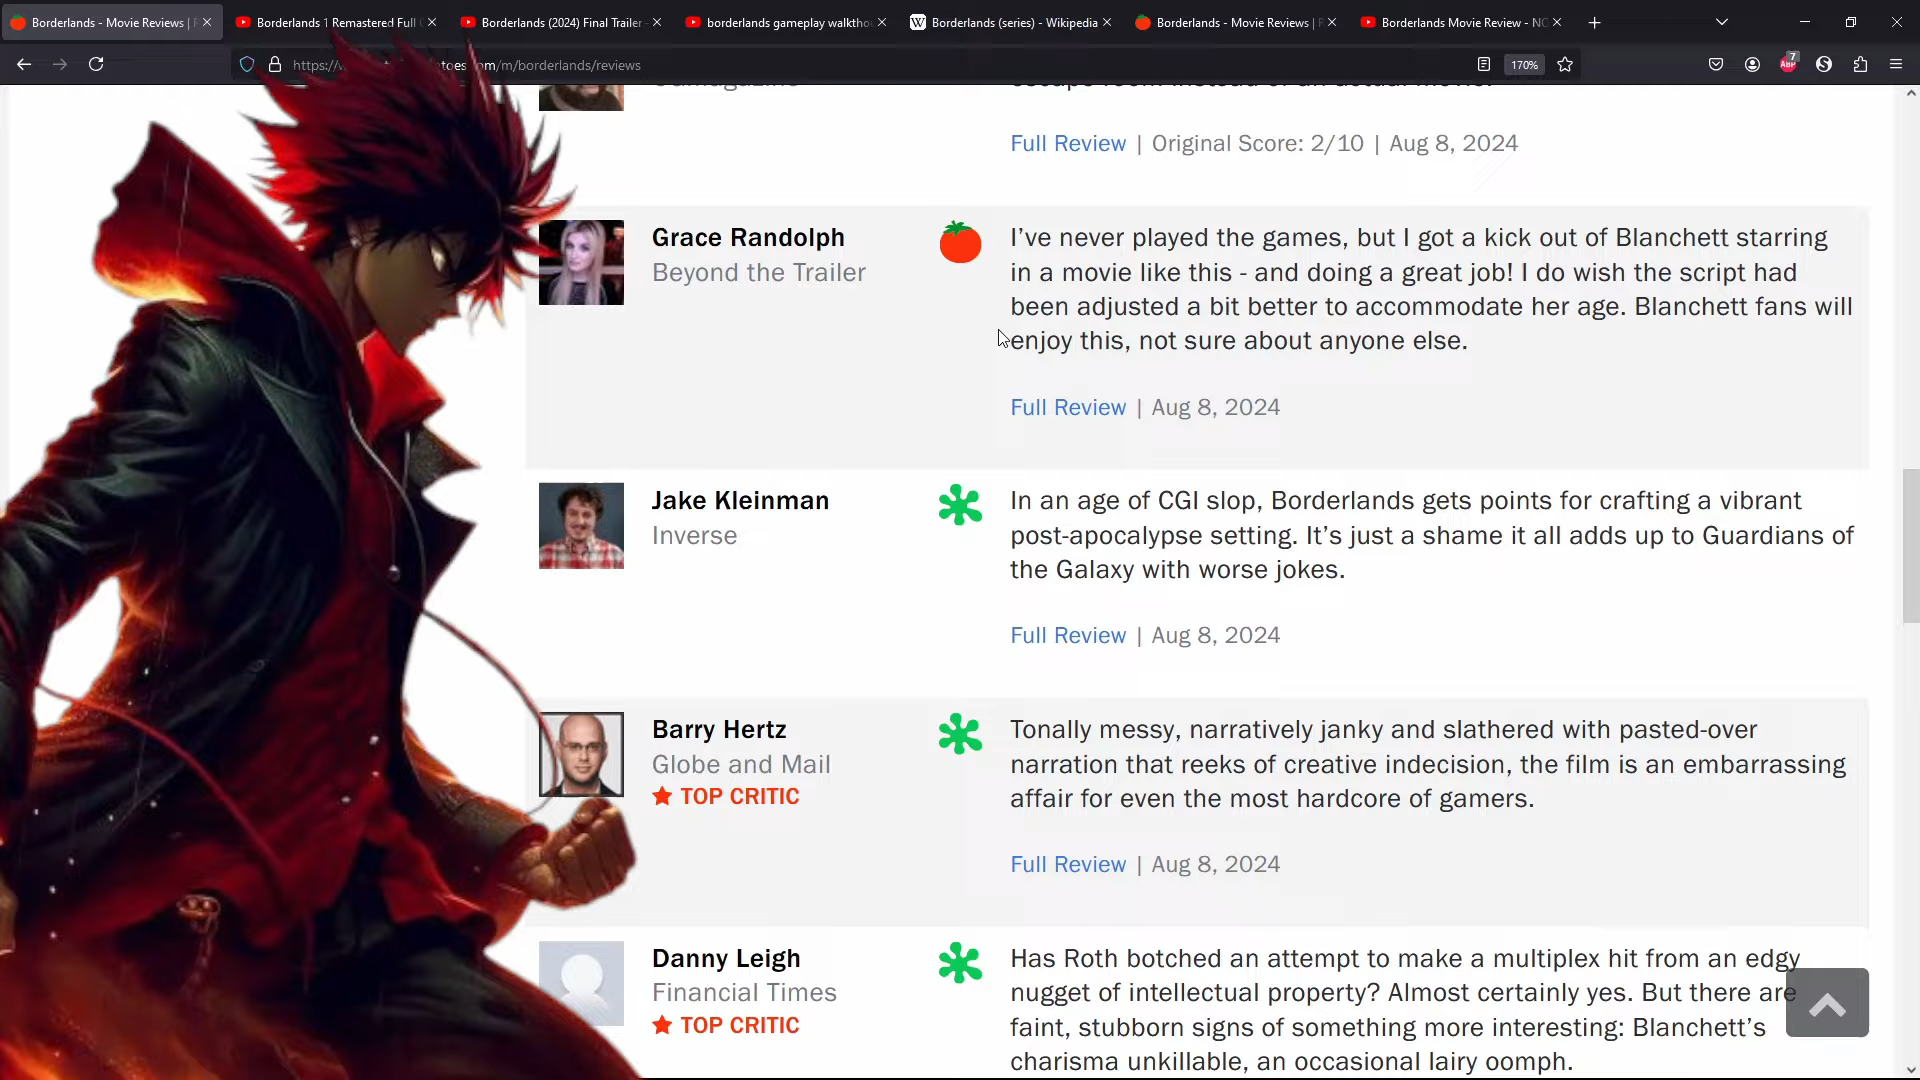 Borderlands - Movie Reviews |
Borderlands 1 Remastered Full
Borderlands (2024) Final Trailer -
borderlands gameplay walktho
Borderlands (series) - Wikipedia
Borderlands - Movie Reviews |
Borderlands Movie Review - NO
https://
toes
om/m/borderlands/reviews
170%
7
ABP
Full Review | Original Score: 2/10 | Aug 8, 2024
Grace Randolph
Beyond the Trailer
I’ve never played the games, but I got a kick out of Blanchett starring
in a movie like this - and doing a great job! I do wish the script had
been adjusted a bit better to accommodate her age. Blanchett fans will
enjoy this, not sure about anyone else.
Full Review | Aug 8, 2024
Jake Kleinman
Inverse
In an age of CGI slop, Borderlands gets points for crafting a vibrant
post-apocalypse setting. It’s just a shame it all adds up to Guardians of
the Galaxy with worse jokes.
Full Review | Aug 8, 2024
Barry Hertz
Globe and Mail
TOP CRITIC
Tonally messy, narratively janky and slathered with pasted-over
narration that reeks of creative indecision, the film is an embarrassing
affair for even the most hardcore of gamers.
Full Review | Aug 8, 2024
Danny Leigh
Financial Times
TOP CRITIC
Has Roth botched an attempt to make a multiplex hit from an edgy
nugget of intellectual property? Almost certainly yes. But there are
faint, stubborn signs of something more interesting: Blanchett’s
charisma unkillable, an occasional lairy oomph.